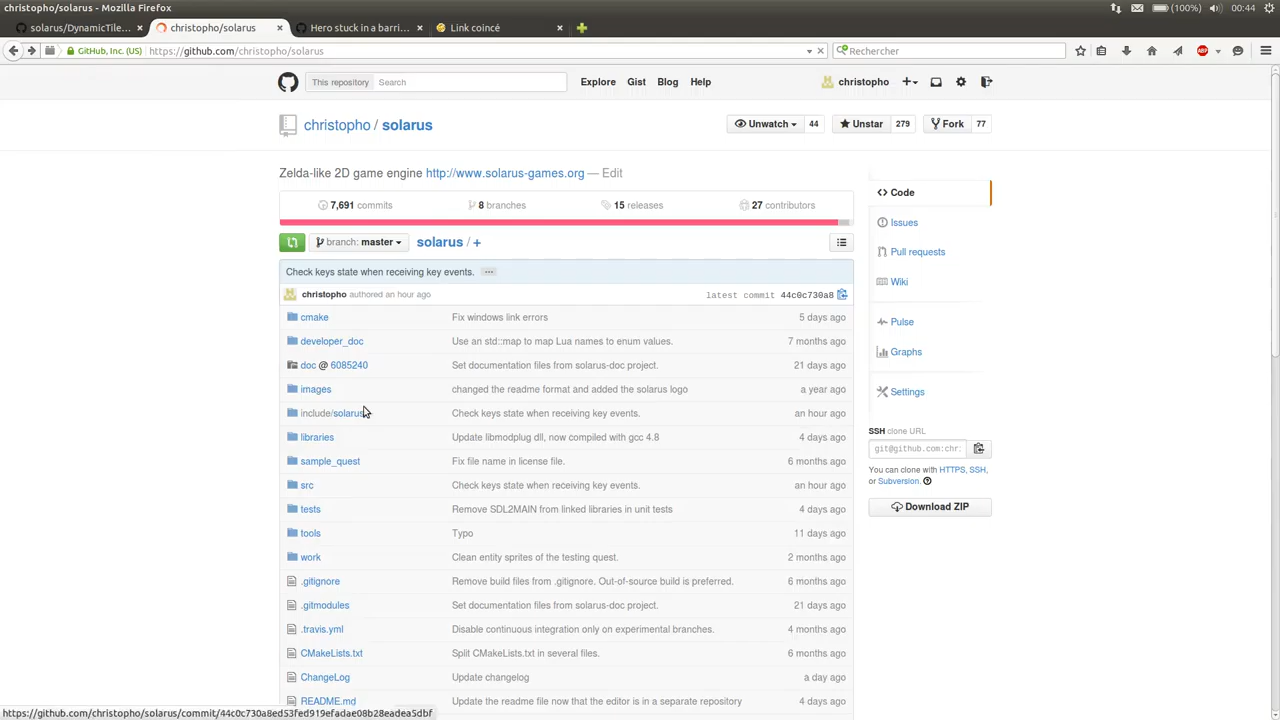 christopho/solarus - Mozilla Firefox
(100%) 00:44
solarus/DynamicTile... × christopho/solarus × Hero stuck in a barri... × Link coincé ×
GitHub, Inc. (US) https://github.com/christopho/solarus Rechercher ABP
This repository Search Explore Gist Blog Help christopho
christopho / solarus Unwatch 44 Unstar 279 Fork 77
Zelda-like 2D game engine http://www.solarus-games.org — Edit
7,691 commits 8 branches 15 releases 27 contributors
branch: master solarus / +
Check keys state when receiving key events. ...
christopho authored an hour ago latest commit 44c0c730a8
cmake Fix windows link errors 5 days ago
developer_doc Use an std::map to map Lua names to enum values. 7 months ago
doc @ 6085240 Set documentation files from solarus-doc project. 21 days ago
images changed the readme format and added the solarus logo a year ago
include/solarus Check keys state when receiving key events. an hour ago
libraries Update libmodplug dll, now compiled with gcc 4.8 4 days ago
sample_quest Fix file name in license file. 6 months ago
src Check keys state when receiving key events. an hour ago
tests Remove SDL2MAIN from linked libraries in unit tests 4 days ago
tools Typo 11 days ago
work Clean entity sprites of the testing quest. 2 months ago
.gitignore Remove build files from .gitignore. Out-of-source build is preferred. 6 months ago
.gitmodules Set documentation files from solarus-doc project. 21 days ago
.travis.yml Disable continuous integration only on experimental branches. 4 months ago
CMakeLists.txt Split CMakeLists.txt in several files. 6 months ago
ChangeLog Update changelog a day ago
README.md Update the readme file now that the editor is in a separate repository 4 days ago
Code
Issues
Pull requests
Wiki
Pulse
Graphs
Settings
SSH clone URL
git@github.com:chr:
You can clone with HTTPS, SSH,
or Subversion.
Download ZIP
https://github.com/christopho/solarus/commit/44c0c730a8ed53fed919efadae08b28eadea5dbf